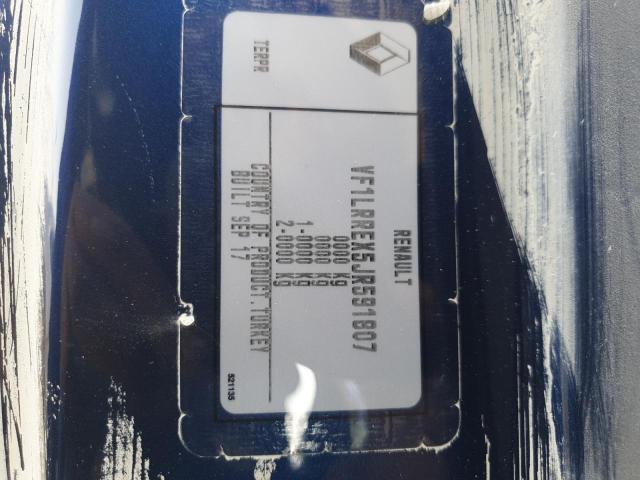 TERPR
RENAULT
VF1LRREX5JR591807
0000 KG
0000 KG
1-0000 KG
2-0000 KG
COUNTRY OF PRODUCT.TURKEY
BUILT SEP 17
521135